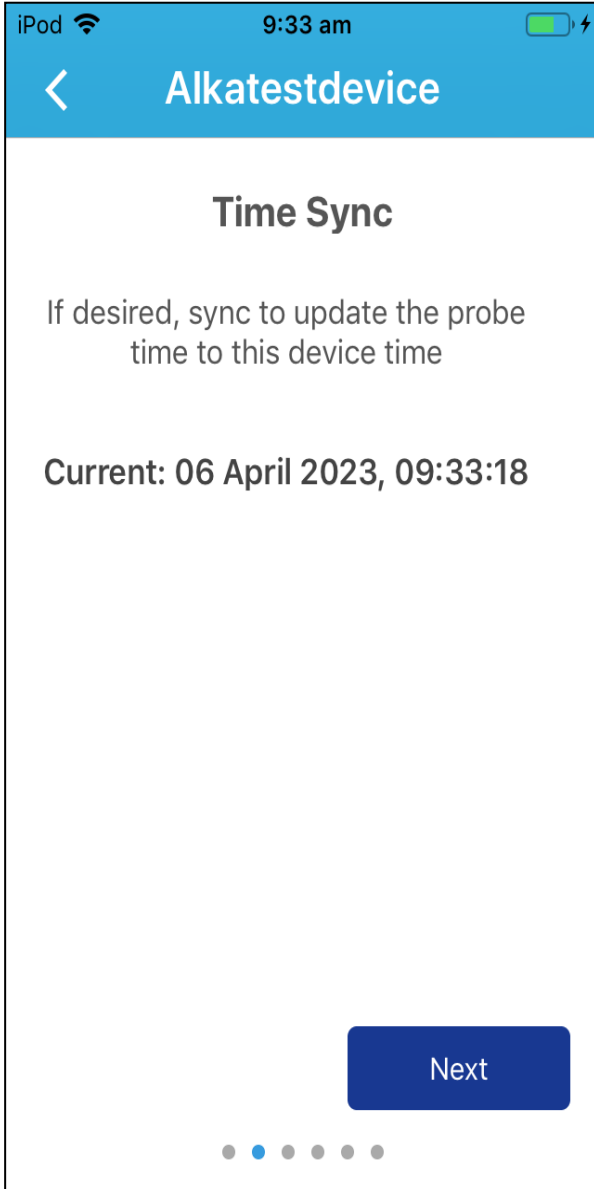 iPod 9:33 am
Alkatestdevice
Time Sync
If desired, sync to update the probe
time to this device time
Current: 06 April 2023, 09:33:18
Next